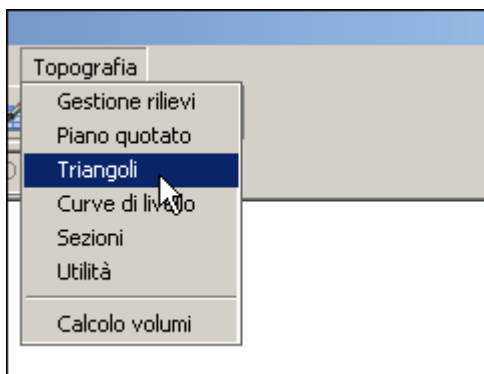 Topografia
Gestione rilievi
Piano quotato
Triangoli
Curve di livello
Sezioni
Utilità
Calcolo volumi